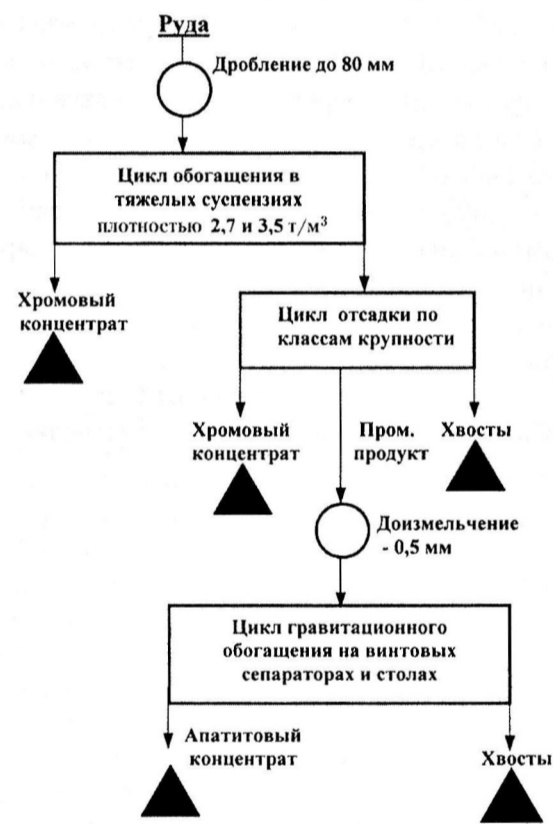 Руда
Дробление до 80 мм
Цикл обогащения в
тяжелых суспензиях
плотностью 2,7 и 3,5 т/м³
Хромовый
концентрат
Цикл отсадки по
классам крупности
Хромовый
концентрат
Пром.
продукт
Хвосты
Доизмельчение
- 0,5 мм
Цикл гравитационного
обогащения на винтовых
сепараторах и столах
Апатитовый
концентрат
Хвосты